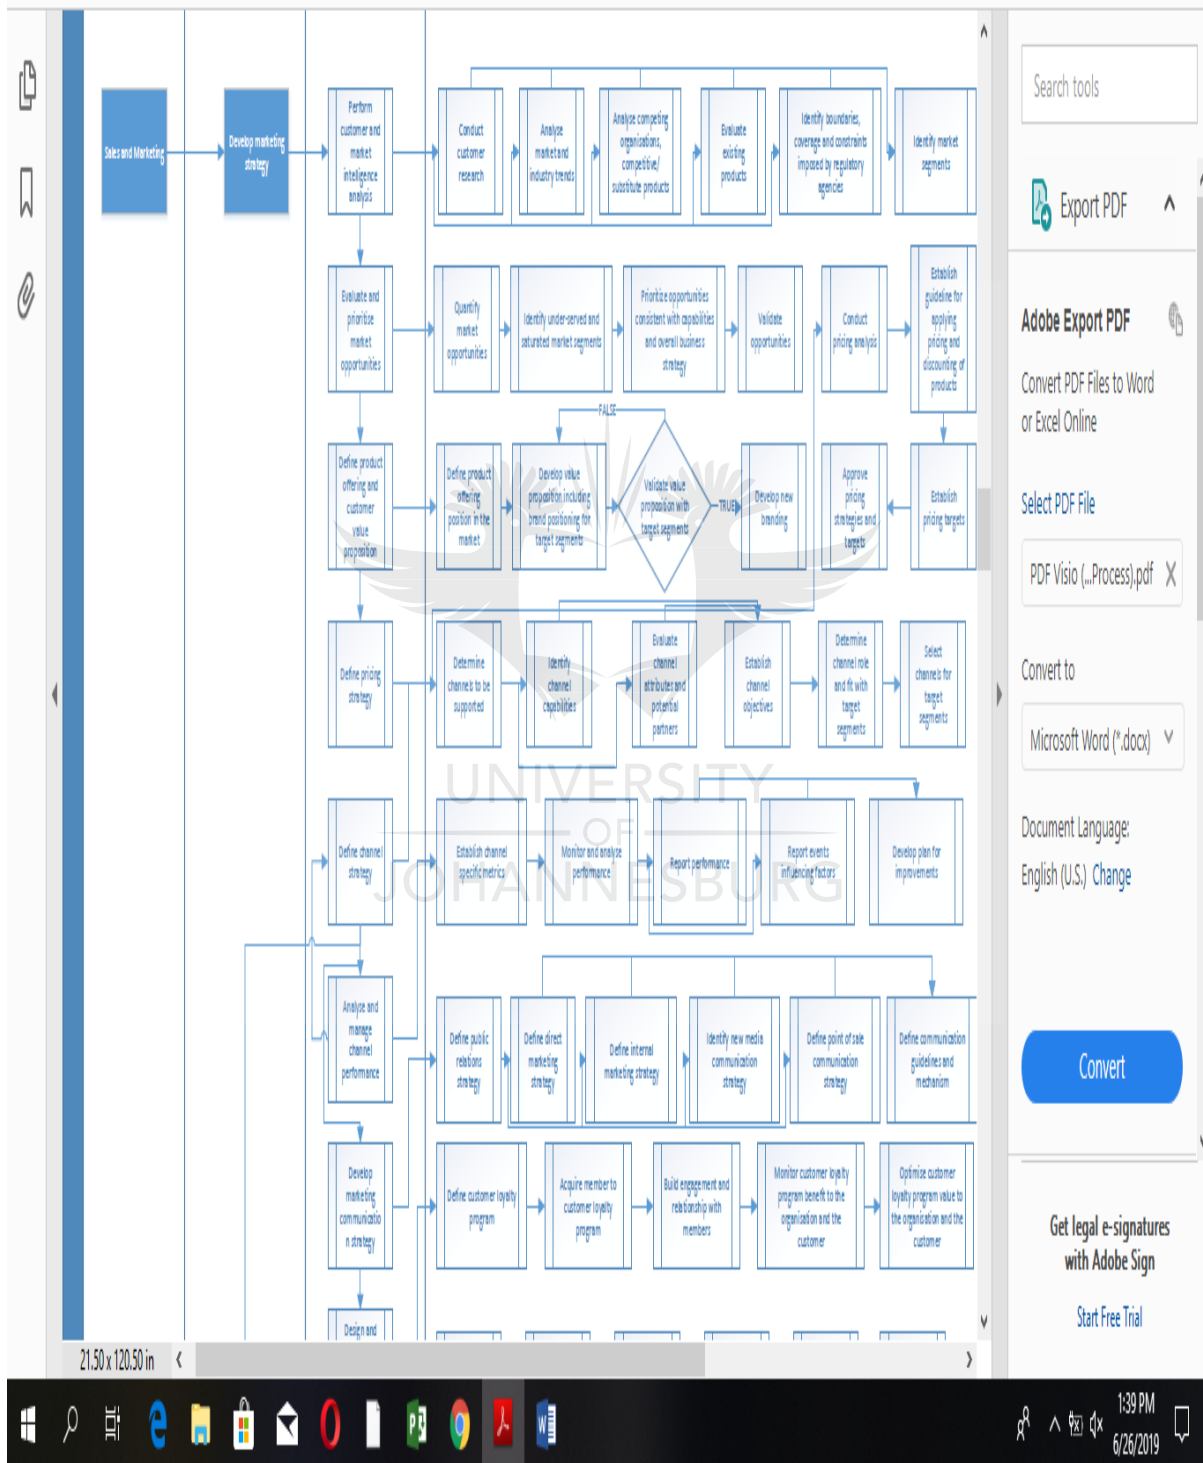 Sales and Marketing
Develop marketing
strategy
Perform
customer and
market
intelligence
analysis
Conduct
customer
research
Analyse
market and
industry trends
Analyse competing
organisations,
competitive/
substitute products
Evaluate
existing
products
Identify boundaries,
coverage and constraints
imposed by regulatory
agencies
Identify market
segments
Evaluate and
prioritise
market
opportunities
Quantify
market
opportunities
Identify under-served and
saturated market segments
Prioritize opportunities
consistent with capabilities
and overall business
strategy
Validate
opportunities
Conduct
pricing analysis
Establish
guideline for
applying
pricing and
discounting of
products
FALSE
Define product
offering and
customer
value
proposition
Define product
offering
position in the
market
Develop value
proposition including
brand positioning for
target segments
Validate value
proposition with
target segments
TRUE
Develop new
branding
Approve
pricing
strategies and
targets
Establish
pricing targets
Define pricing
strategy
Determine
channels to be
supported
Identify
channel
capabilities
Evaluate
channel
attributes and
potential
partners
Establish
channel
objectives
Determine
channel role
and fit with
target
segments
Select
channels for
target
segments
UNIVERSITY
OF
JOHANNESBURG
Define channel
strategy
Establish channel
specific metrics
Monitor and analyse
performance
Report performance
Report events
influencing factors
Develop plan for
improvements
Analyse and
manage
channel
performance
Define public
relations
strategy
Define direct
marketing
strategy
Define internal
marketing strategy
Identify new media
communication
strategy
Define point of sale
communication
strategy
Define communication
guidelines and
mechanism
Develop
marketing
communicatio
n strategy
Define customer loyalty
program
Acquire member to
customer loyalty
program
Build engagement and
relationship with
members
Monitor customer loyalty
program benefit to the
organisation and the
customer
Optimise customer
loyalty program value to
the organisation and the
customer
Design and
21.50 x 120.50 in
Search tools
Export PDF
Adobe Export PDF
Convert PDF Files to Word
or Excel Online
Select PDF File
PDF Visio (...Process).pdf
Convert to
Microsoft Word (*.docx)
Document Language:
English (U.S.) Change
Convert
Get legal e-signatures
with Adobe Sign
Start Free Trial
1:39 PM
6/26/2019